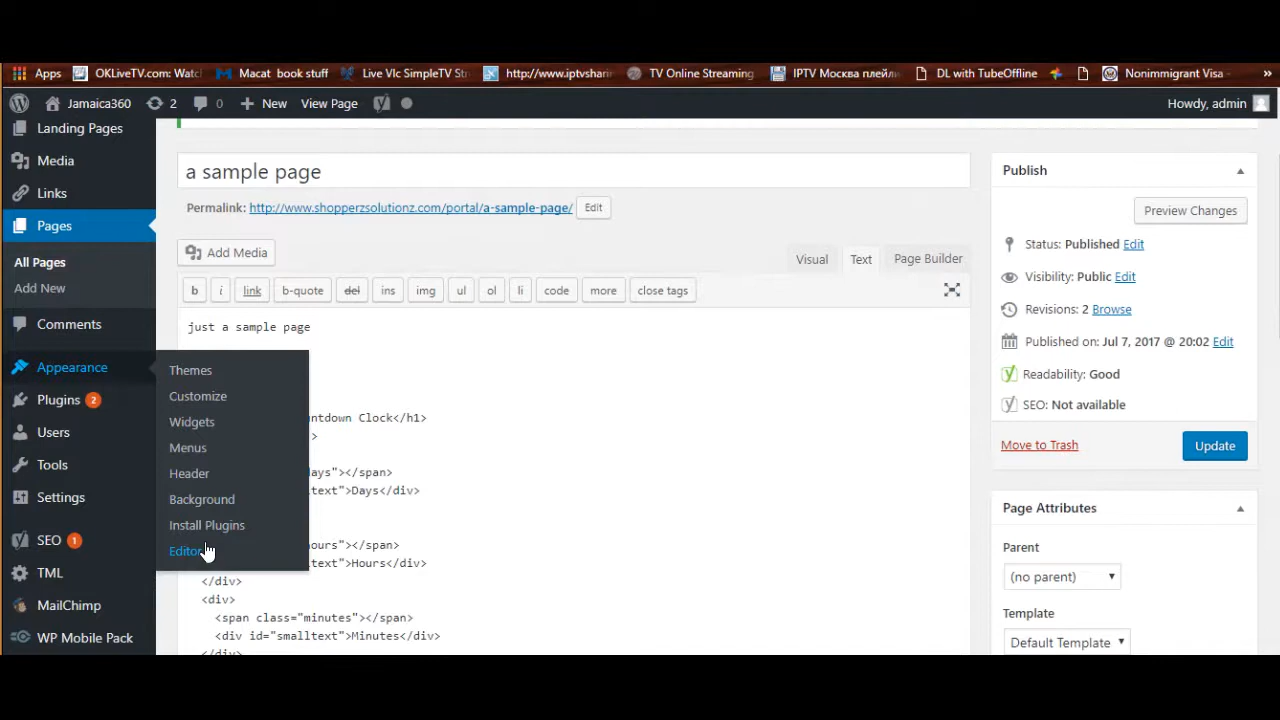 Apps OKLiveTV.com: Watc Macat book stuff Live Vlc SimpleTV Str http://www.iptvsharin TV Online Streaming IPTV Москва плейли DL with TubeOffline Nonimmigrant Visa - »
Jamaica360 2 0 New View Page Howdy, admin
Landing Pages
Media
Links
Pages
All Pages
Add New
Comments
Appearance
Plugins 2
Users
Tools
Settings
SEO 1
TML
MailChimp
WP Mobile Pack
Themes
Customize
Widgets
Menus
Header
Background
Install Plugins
Editor
a sample page
Permalink: http://www.shopperzsolutionz.com/portal/a-sample-page/ Edit
Add Media
Visual Text Page Builder
b i link b-quote del ins img ul ol li code more close tags
just a sample page
ntdown Clock</h1>
>
days"></span>
text">Days</div>
hours"></span>
text">Hours</div>
</div>
<div>
<span class="minutes"></span>
<div id="smalltext">Minutes</div>
</div>
Publish
Preview Changes
Status: Published Edit
Visibility: Public Edit
Revisions: 2 Browse
Published on: Jul 7, 2017 @ 20:02 Edit
Readability: Good
SEO: Not available
Move to Trash Update
Page Attributes
Parent
(no parent)
Template
Default Template